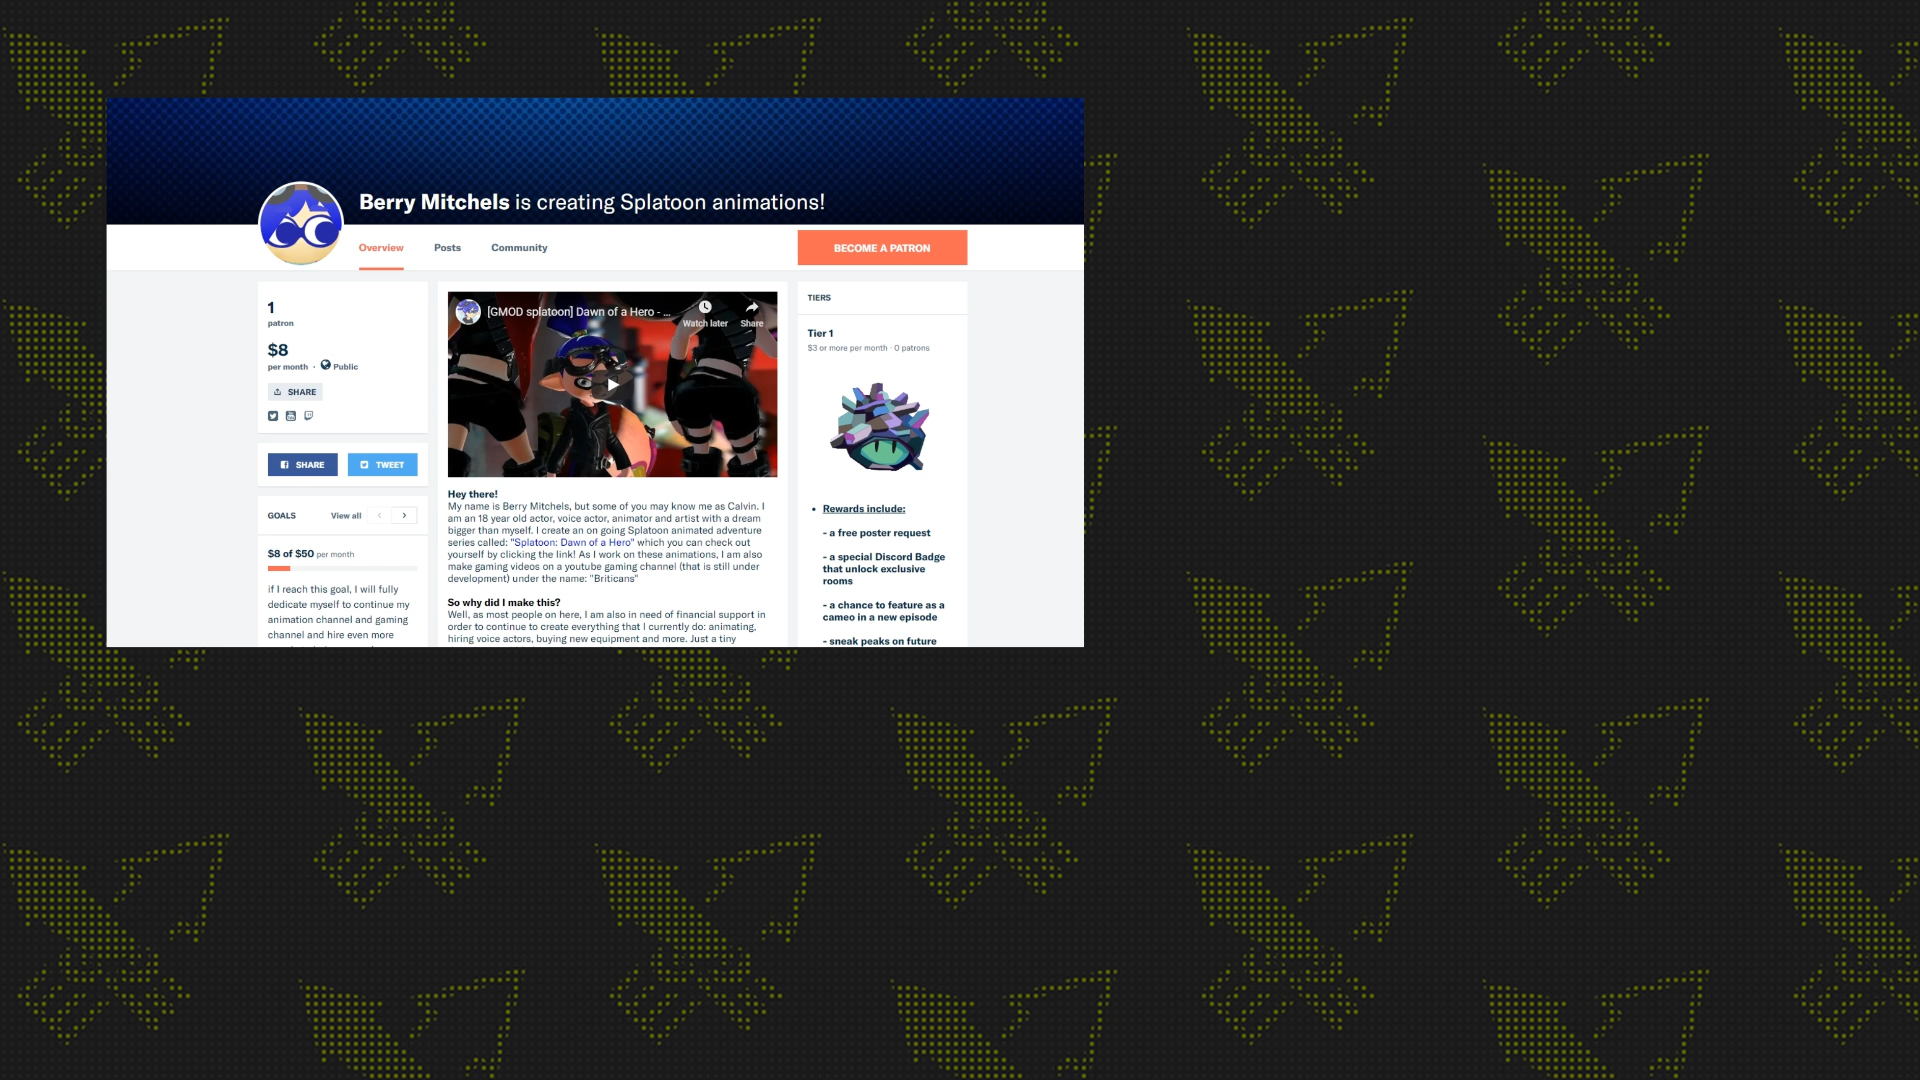 Berry Mitchels is creating Splatoon animations!
Overview
Posts
Community
BECOME A PATRON
1
patron
$8
per month · Public
SHARE
SHARE
TWEET
GOALS
View all
$8 of $50 per month
if I reach this goal, I will fully
dedicate myself to continue my
animation channel and gaming
channel and hire even more
[GMOD splatoon] Dawn of a Hero - ...
Watch later
Share
Hey there!
My name is Berry Mitchels, but some of you may know me as Calvin. I
am an 18 year old actor, voice actor, animator and artist with a dream
bigger than myself. I create an on going Splatoon animated adventure
series called: "Splatoon: Dawn of a Hero" which you can check out
yourself by clicking the link! As I work on these animations, I am also
make gaming videos on a youtube gaming channel (that is still under
development) under the name: "Briticans"
So why did I make this?
Well, as most people on here, I am also in need of financial support in
order to continue to create everything that I currently do: animating,
hiring voice actors, buying new equipment and more. Just a tiny
TIERS
Tier 1
$3 or more per month · 0 patrons
• Rewards include:
- a free poster request
- a special Discord Badge
that unlock exclusive
rooms
- a chance to feature as a
cameo in a new episode
- sneak peaks on future